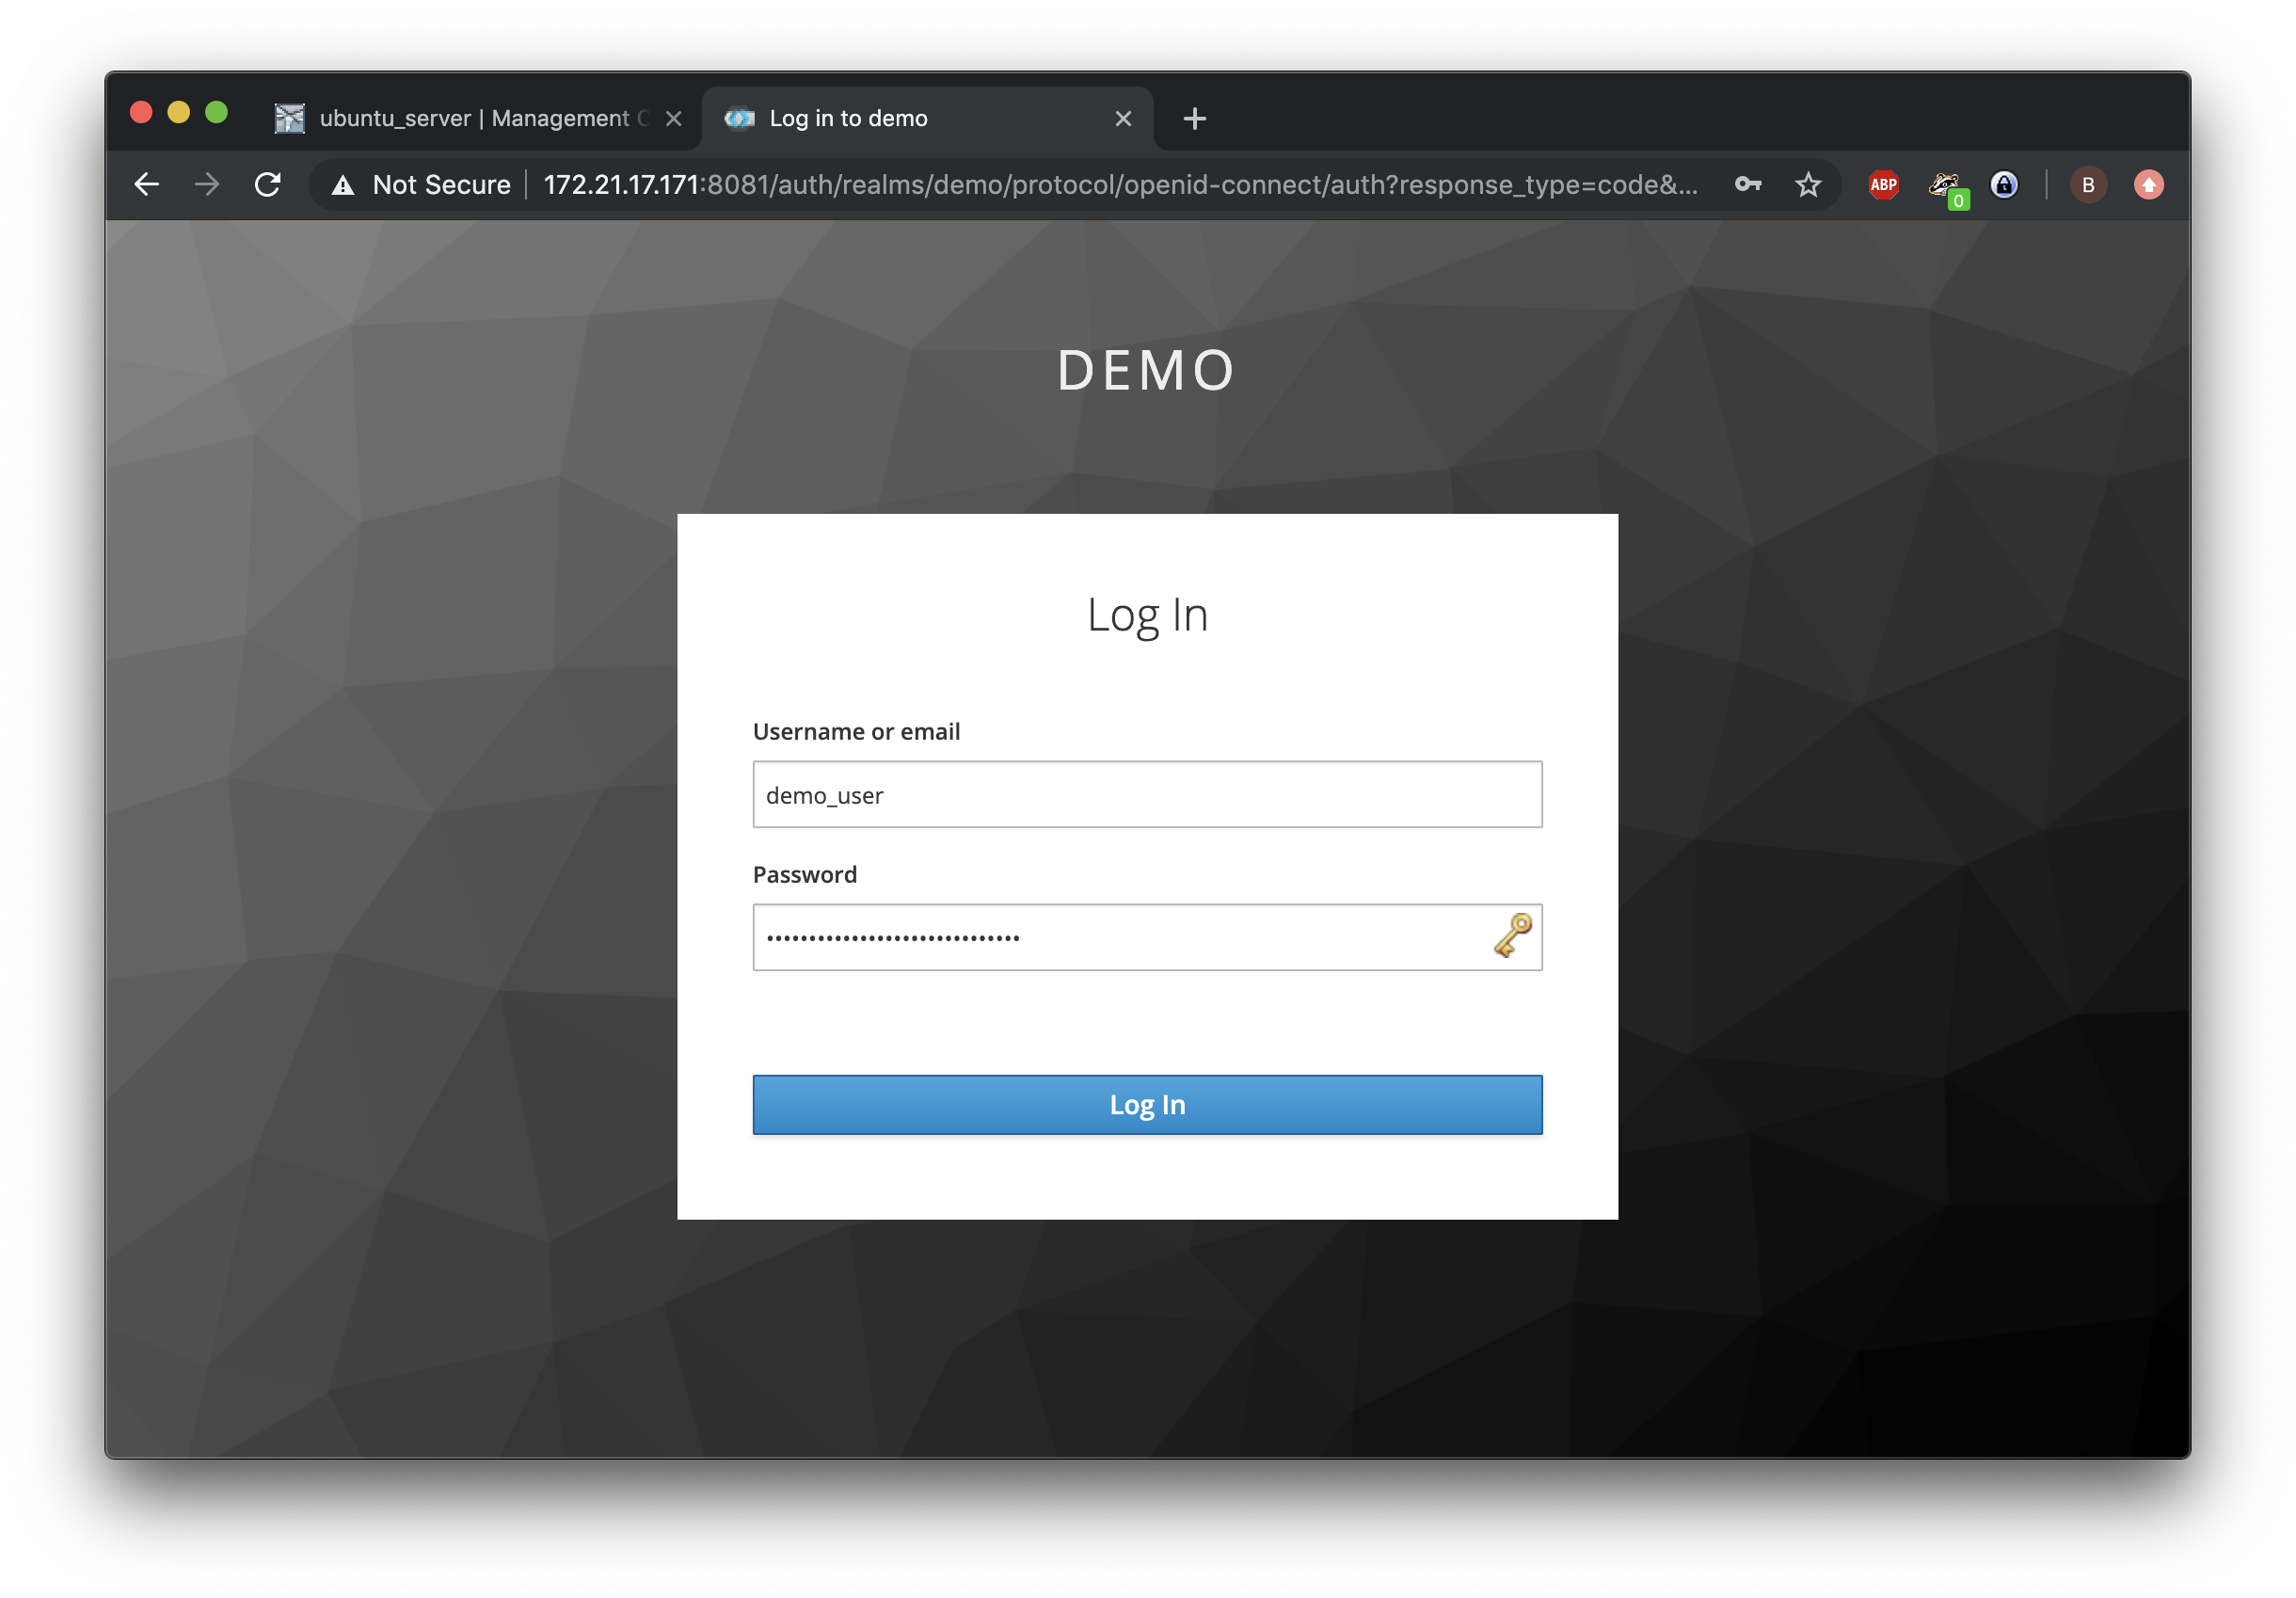 ubuntu_server | Management C
Log in to demo
Not Secure | 172.21.17.171:8081/auth/realms/demo/protocol/openid-connect/auth?response_type=code&...
ABP
0
B
DEMO
Log In
Username or email
demo_user
Password
••••••••••••••••••••••••••••••
Log In